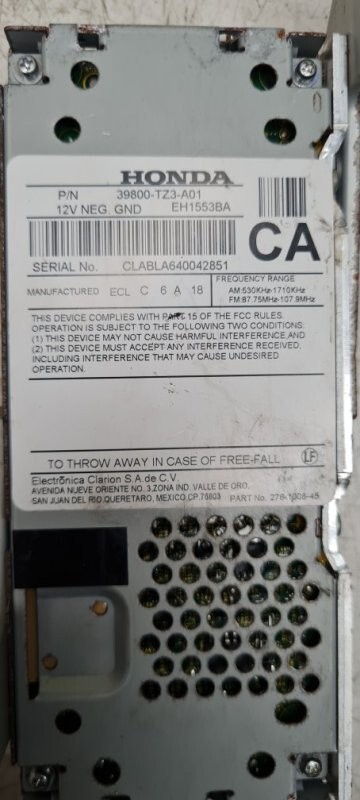 HONDA
P/N 39800-TZ3-A01
12V NEG. GND EH1553BA
CA
SERIAL No. CLABLA640042851
MANUFACTURED ECL C 6 A 18
FREQUENCY RANGE
AM:530KHz-1710KHz
FM:87.75MHz-107.9MHz
THIS DEVICE COMPLIES WITH PART 15 OF THE FCC RULES.
OPERATION IS SUBJECT TO THE FOLLOWING TWO CONDITIONS:
(1) THIS DEVICE MAY NOT CAUSE HARMFUL INTERFERENCE,AND
(2) THIS DEVICE MUST ACCEPT ANY INTERFERENCE RECEIVED,
INCLUDING INTERFERENCE THAT MAY CAUSE UNDESIRED
OPERATION.
TO THROW AWAY IN CASE OF FREE-FALL LF
Electrónica Clarion S.A.de C.V.
AVENIDA NUEVE ORIENTE NO. 3 ZONA IND. VALLE DE ORO,
SAN JUAN DEL RIO,QUERETARO, MEXICO CP.76803 PART No.